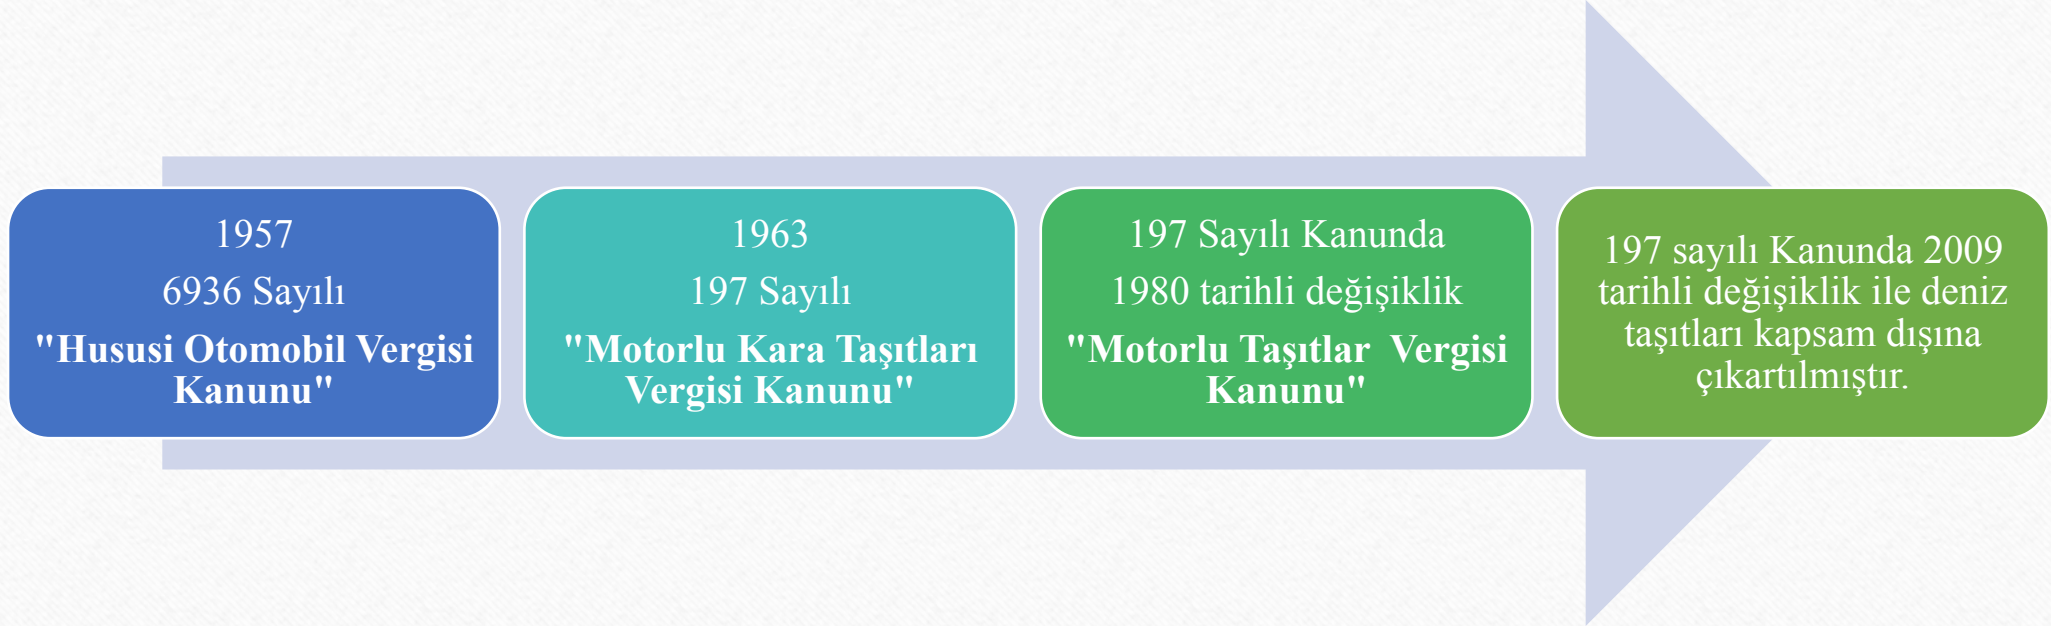 1957
6936 Sayılı
"Hususi Otomobil Vergisi
Kanunu"
1963
197 Sayılı
"Motorlu Kara Taşıtları
Vergisi Kanunu"
197 Sayılı Kanunda
1980 tarihli değişiklik
"Motorlu Taşıtlar  Vergisi
Kanunu"
197 sayılı Kanunda 2009
tarihli değişiklik ile deniz
taşıtları kapsam dışına
çıkartılmıştır.